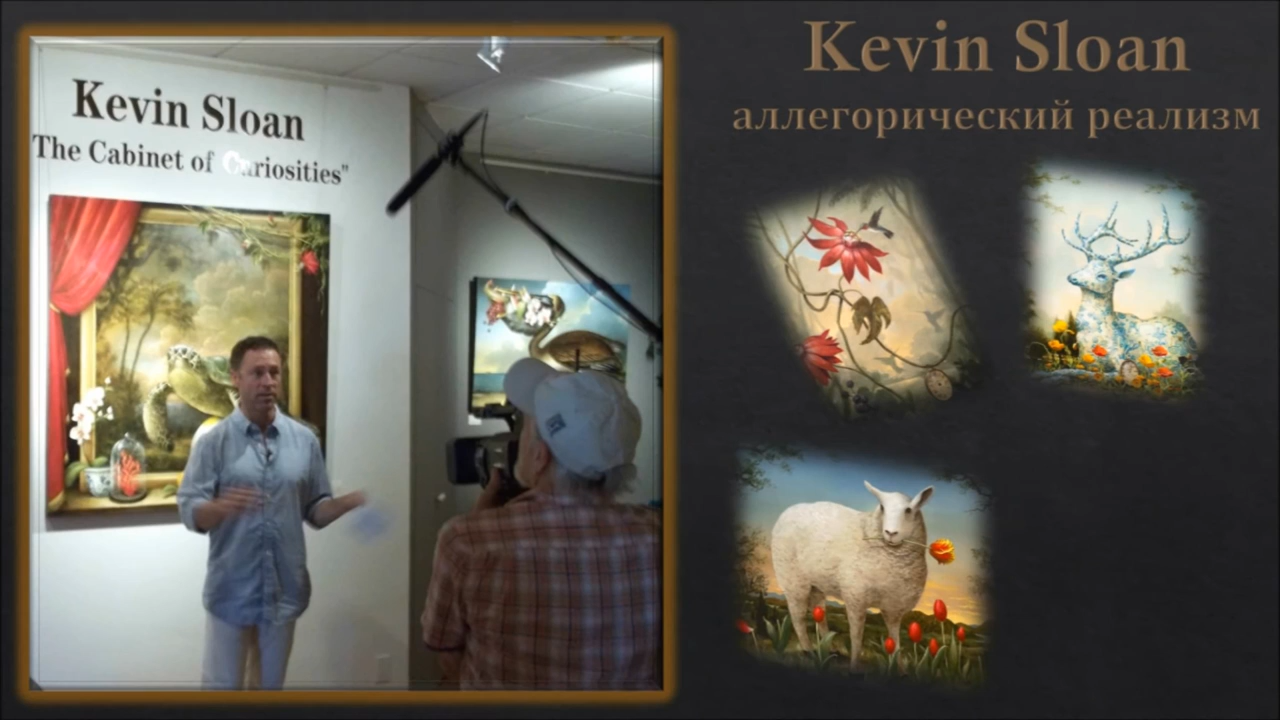 Kevin Sloan
The Cabinet of Curiosities"
Kevin Sloan
аллегорический реализм